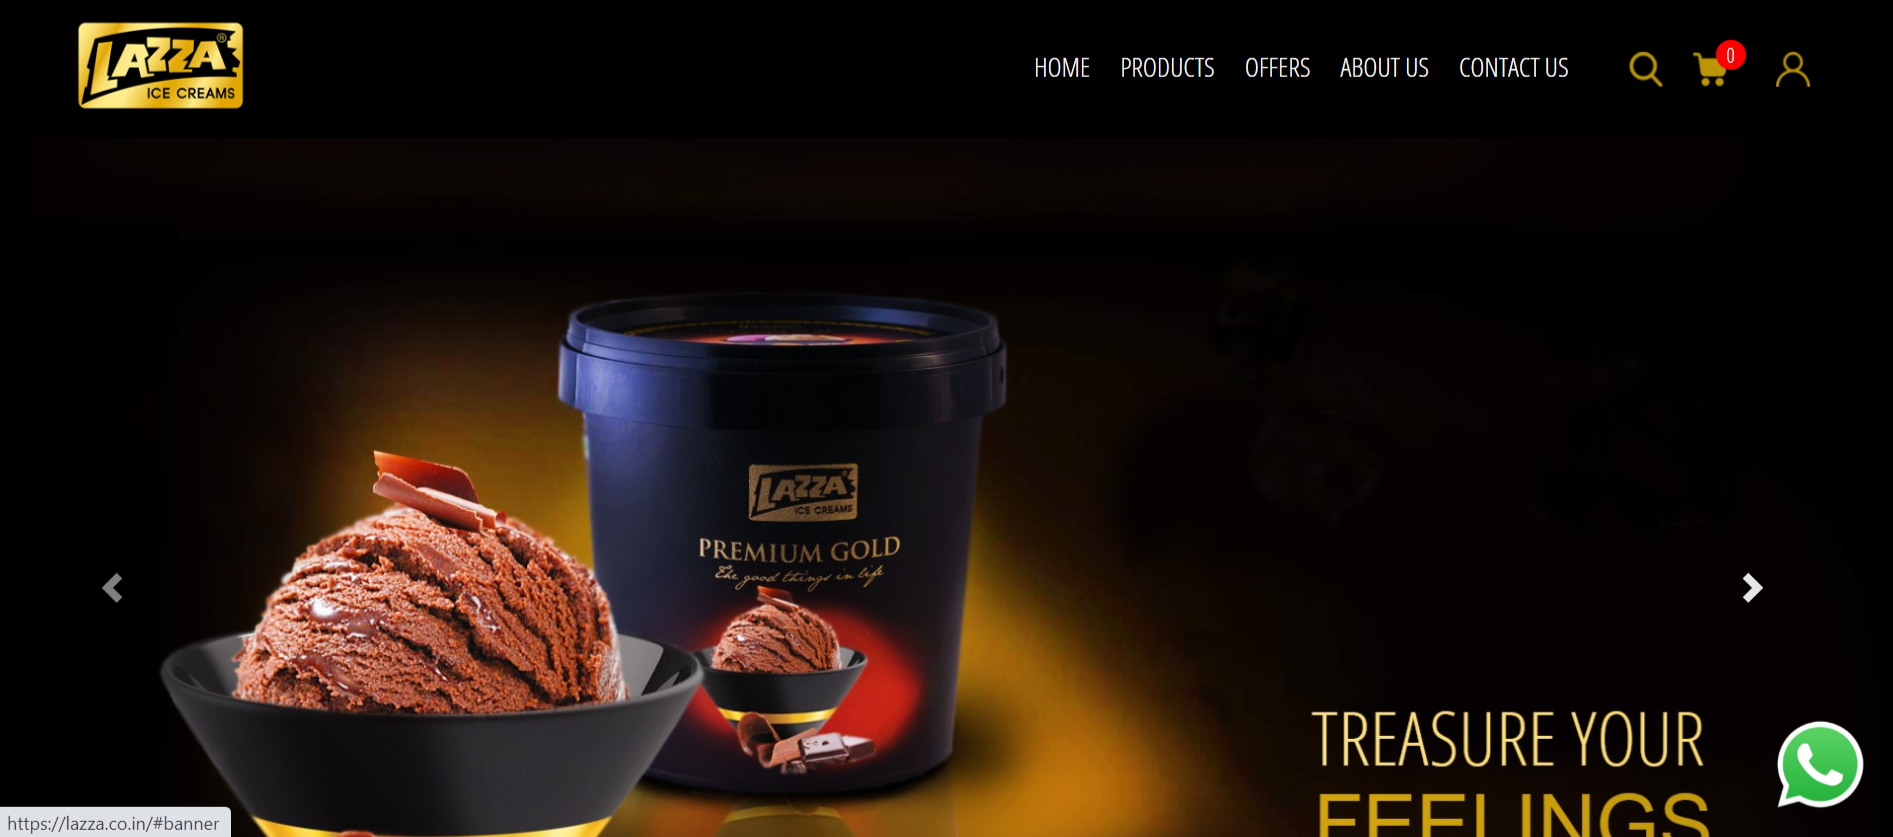 LAZZA®
ICE CREAMS
HOME PRODUCTS OFFERS ABOUT US CONTACT US
0
LAZZA®
ICE CREAMS
PREMIUM GOLD
The good things in life
TREASURE YOUR
FEELINGS
https://lazza.co.in/#banner